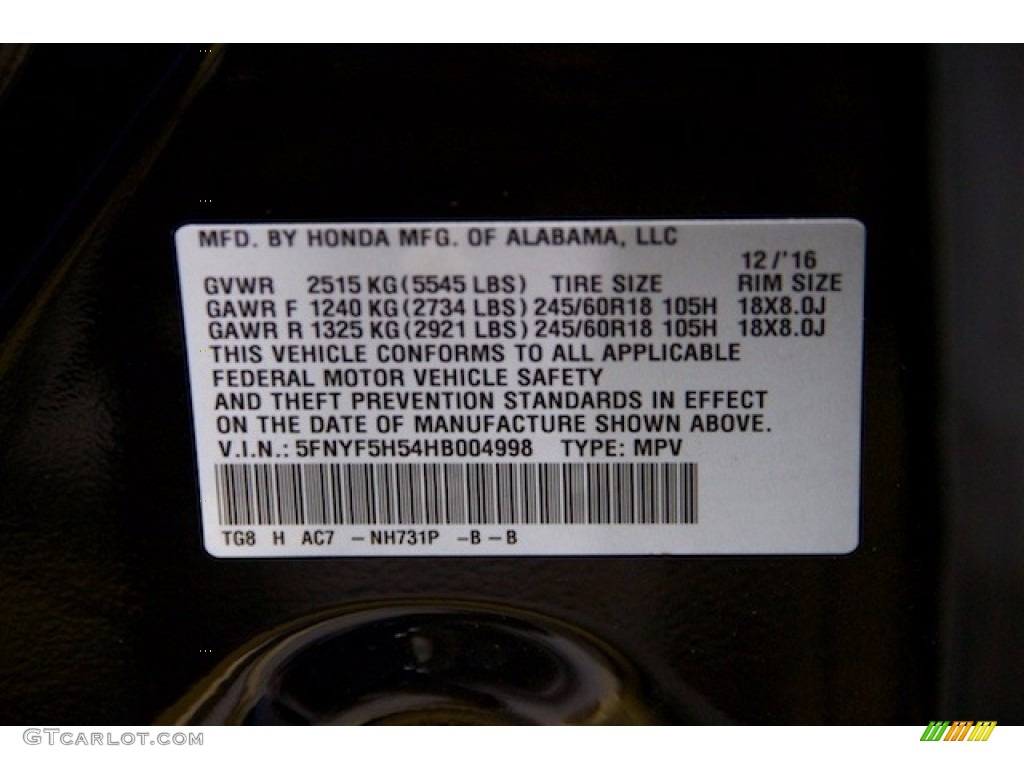 MFD. BY HONDA MFG. OF ALABAMA, LLC
12/'16
GVWR 2515 KG(5545 LBS) TIRE SIZE RIM SIZE
GAWR F 1240 KG(2734 LBS) 245/60R18 105H 18X8.0J
GAWR R 1325 KG(2921 LBS) 245/60R18 105H 18X8.0J
THIS VEHICLE CONFORMS TO ALL APPLICABLE
FEDERAL MOTOR VEHICLE SAFETY
AND THEFT PREVENTION STANDARDS IN EFFECT
ON THE DATE OF MANUFACTURE SHOWN ABOVE.
V.I.N.: 5FNYF5H54HB004998 TYPE: MPV
TG8 H AC7 -NH731P -B-B
GTCARLOT.COM